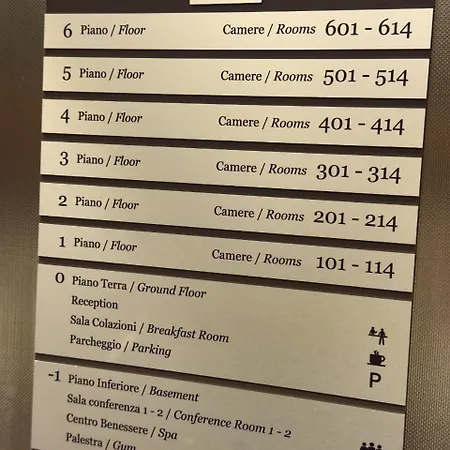 6 Piano / Floor Camere / Rooms 601 - 614
5 Piano / Floor Camere / Rooms 501 - 514
4 Piano / Floor Camere / Rooms 401 - 414
3 Piano / Floor Camere / Rooms 301 - 314
2 Piano / Floor Camere / Rooms 201 - 214
1 Piano / Floor Camere / Rooms 101 - 114
0 Piano Terra / Ground Floor
Reception
Sala Colazioni / Breakfast Room
Parcheggio / Parking
P
-1 Piano Inferiore / Basement
Sala conferenza 1 - 2 / Conference Room 1 - 2
Centro Benessere / Spa
Palestra / Gym